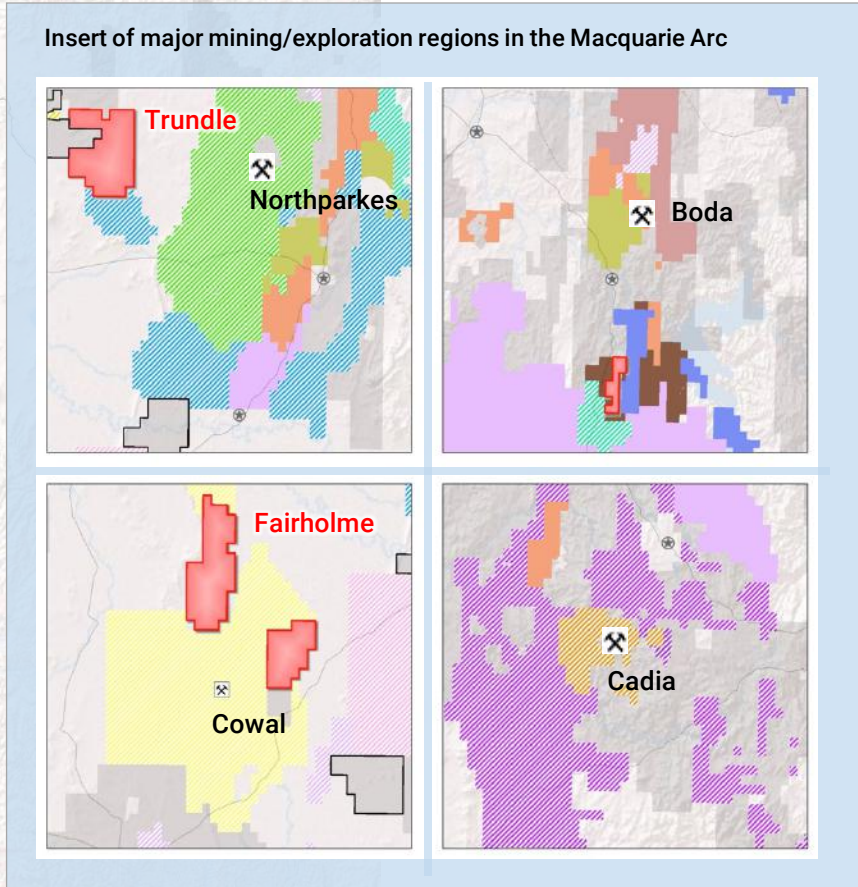 Insert of major mining/exploration regions in the Macquarie Arc
Trundle
Northparkes
Boda
Fairholme
Cowal
Cadia